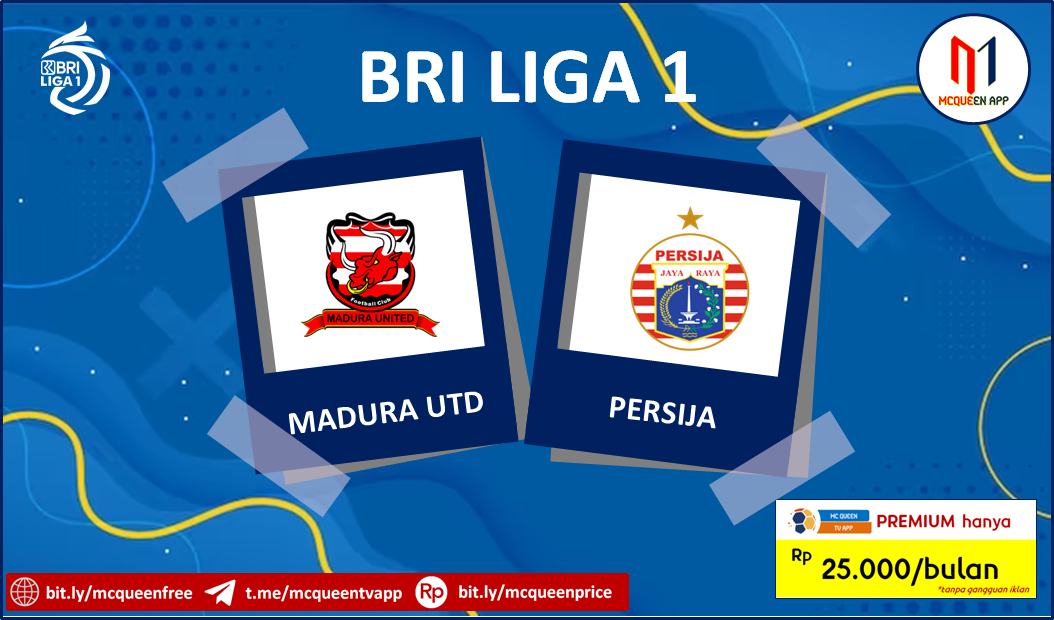 BRI
LIGA 1
BRI LIGA 1
MCQUEEN APP
Football Club
MADURA UNITED
PERSIJA
JAYA RAYA
MADURA UTD
PERSIJA
MC QUEEN
TV APP
PREMIUM hanya
Rp 25.000/bulan
*tanpa gangguan iklan
bit.ly/mcqueenfree
t.me/mcqueentvapp
Rp
bit.ly/mcqueenprice